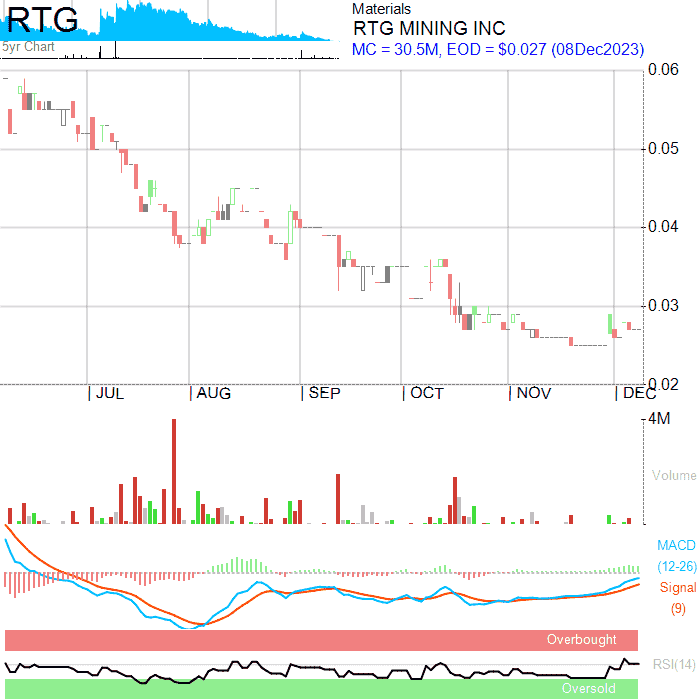 RTG
5yr Chart
Materials
RTG MINING INC
MC = 30.5M, EOD = $0.027 (08Dec2023)
0.06
0.05
0.04
0.03
0.02
JUL AUG SEP OCT NOV DEC
4M
Volume
MACD
(12-26)
Signal
(9)
Overbought
RSI(14)
Oversold